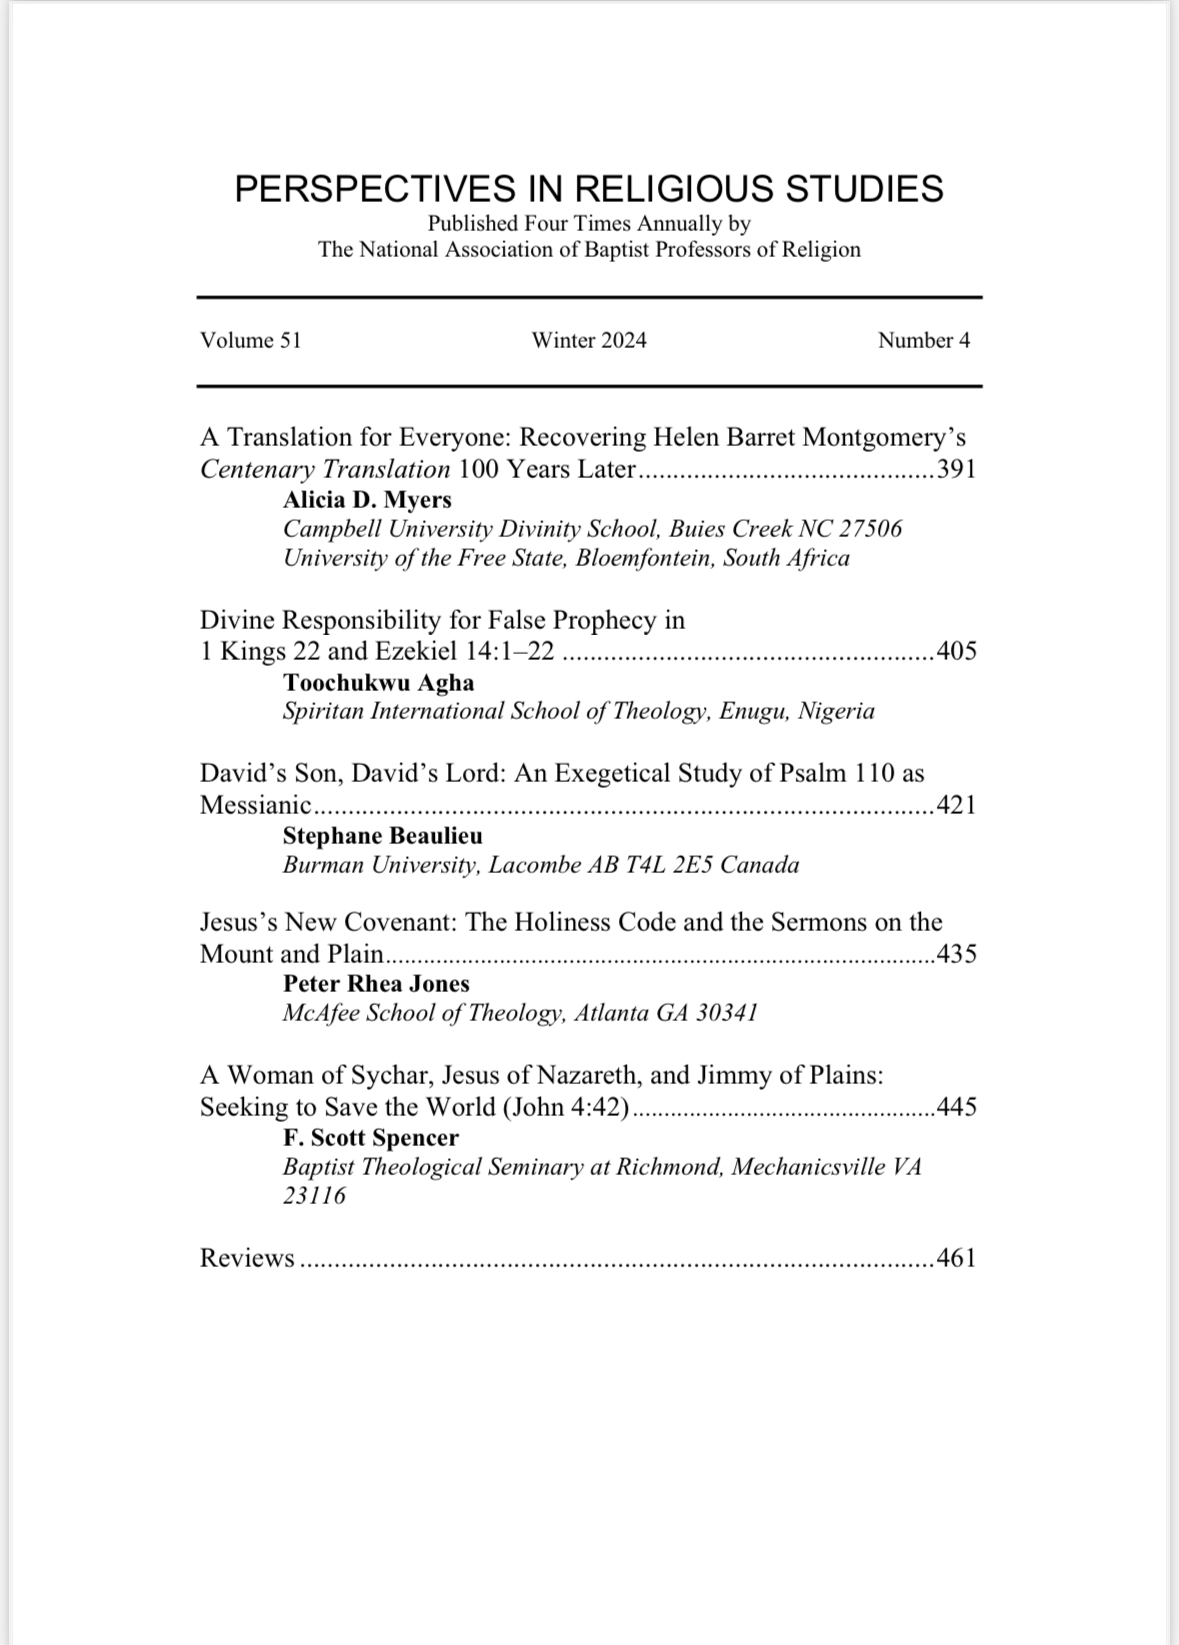 PERSPECTIVES IN RELIGIOUS STUDIES
Published Four Times Annually by
The National Association of Baptist Professors of Religion
Volume 51 Winter 2024 Number 4
A Translation for Everyone: Recovering Helen Barret Montgomery’s
Centenary Translation 100 Years Later..........................................391
Alicia D. Myers
Campbell University Divinity School, Buies Creek NC 27506
University of the Free State, Bloemfontein, South Africa
Divine Responsibility for False Prophecy in
1 Kings 22 and Ezekiel 14:1–22 .....................................................405
Toochukwu Agha
Spiritan International School of Theology, Enugu, Nigeria
David’s Son, David’s Lord: An Exegetical Study of Psalm 110 as
Messianic.........................................................................................421
Stephane Beaulieu
Burman University, Lacombe AB T4L 2E5 Canada
Jesus’s New Covenant: The Holiness Code and the Sermons on the
Mount and Plain...............................................................................435
Peter Rhea Jones
McAfee School of Theology, Atlanta GA 30341
A Woman of Sychar, Jesus of Nazareth, and Jimmy of Plains:
Seeking to Save the World (John 4:42)...........................................445
F. Scott Spencer
Baptist Theological Seminary at Richmond, Mechanicsville VA
23116
Reviews ...........................................................................................461